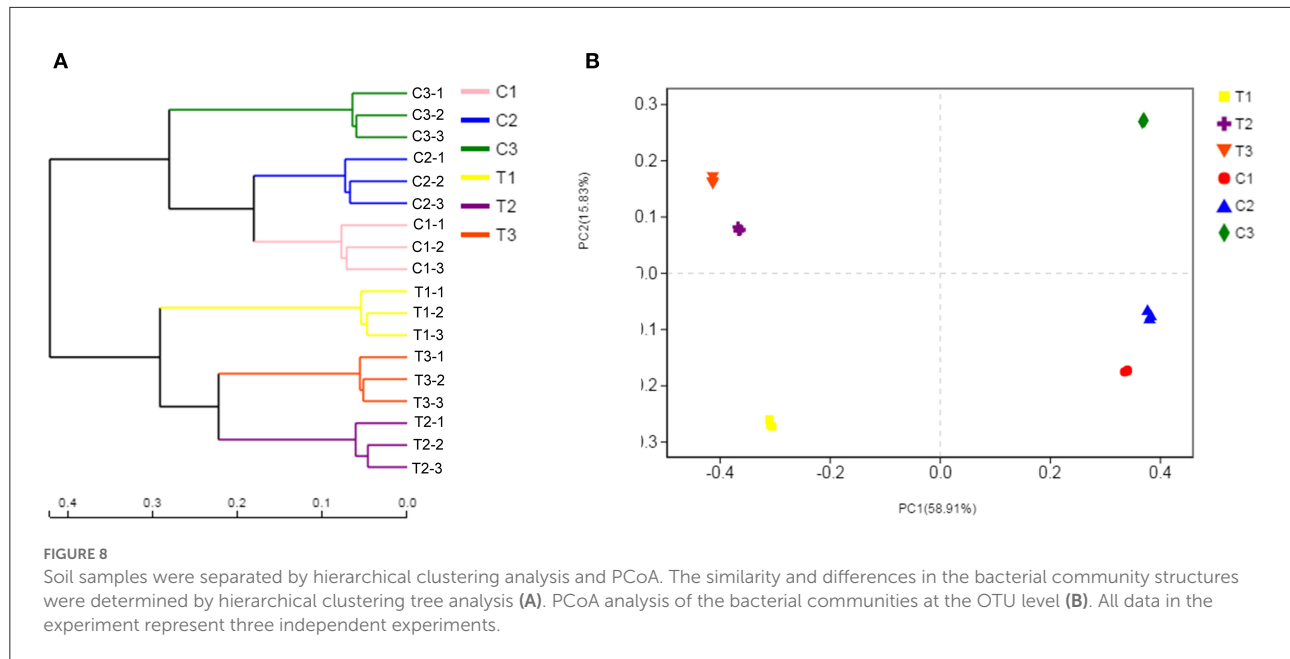 A
C3-1
C3-2
C3-3
C2-1
C2-2
C2-3
C1-1
C1-2
C1-3
T1-1
T1-2
T1-3
T3-1
T3-2
T3-3
T2-1
T2-2
T2-3
C1
C2
C3
T1
T2
T3
0.4 0.3 0.2 0.1 0.0
B
PC2(15.83%)
0.3
0.2
0.1
).0
).1
).2
).3
-0.4 -0.2 0.0 0.2 0.4
PC1(58.91%)
T1
T2
T3
C1
C2
C3
FIGURE 8
Soil samples were separated by hierarchical clustering analysis and PCoA. The similarity and differences in the bacterial community structures
were determined by hierarchical clustering tree analysis (A). PCoA analysis of the bacterial communities at the OTU level (B). All data in the
experiment represent three independent experiments.